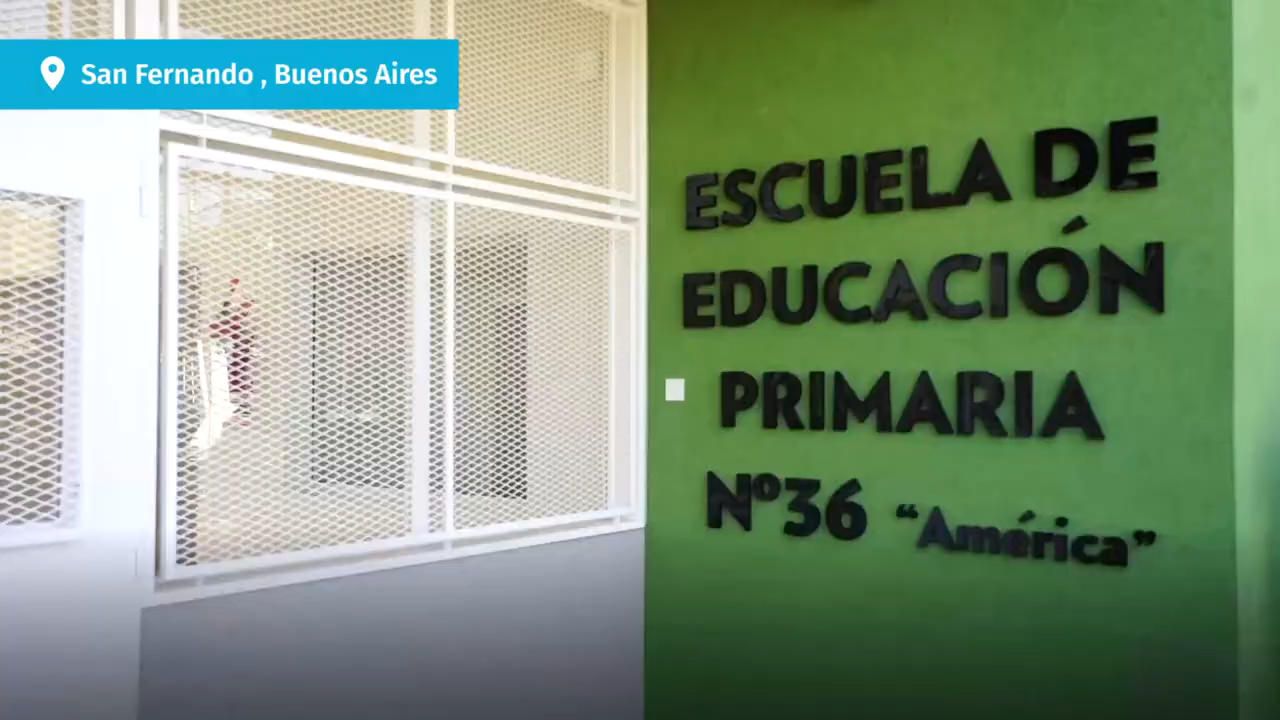 San Fernando , Buenos Aires
ESCUELA DE
EDUCACIÓN
PRIMARIA
Nº36 “América”